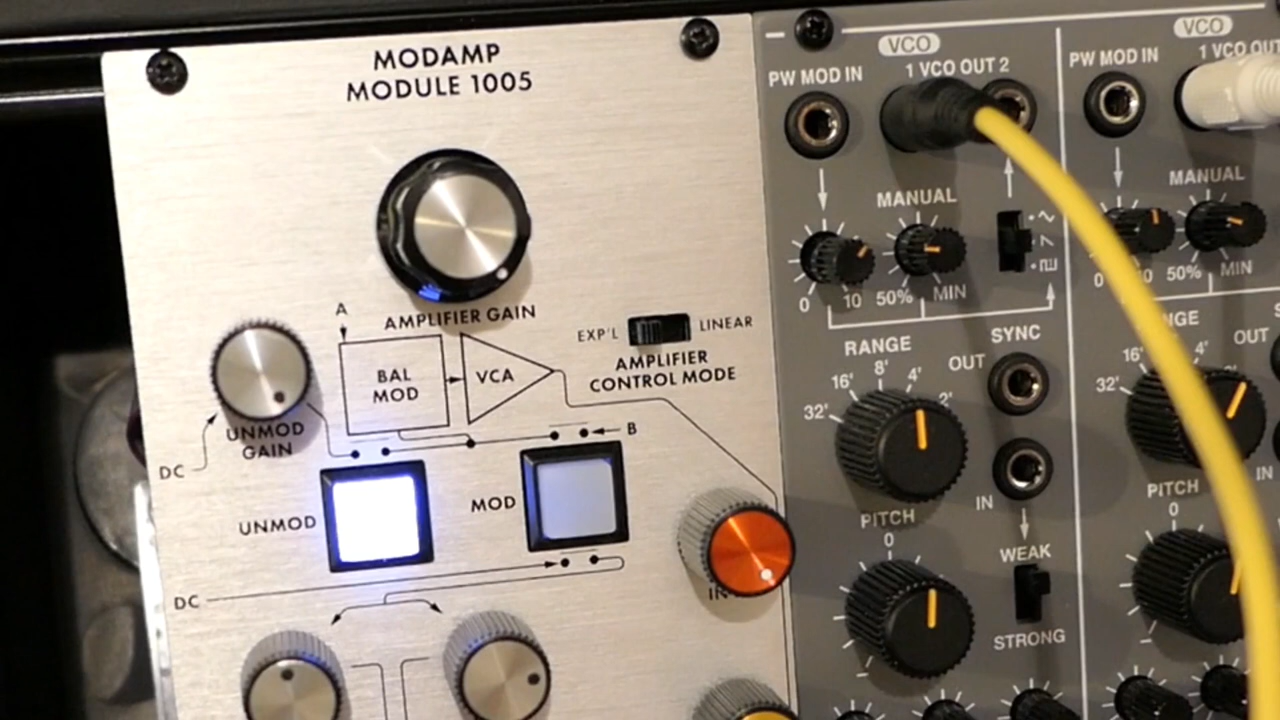 MODAMP
MODULE 1005
AMPLIFIER GAIN
A
EXP'L
LINEAR
AMPLIFIER
CONTROL MODE
BAL
MOD
VCA
UNMOD
GAIN
DC
B
UNMOD
MOD
DC
VCO
PW MOD IN
1 VCO OUT 2
MANUAL
0
10
50%
MIN
RANGE
32'
16'
8'
4'
2'
SYNC
OUT
IN
PITCH
0
WEAK
STRONG
VCO
PW MOD IN
1 VCO OUT
MANUAL
0
10
50%
MIN
32'
16'
4'
OUT
IN
PITCH
0